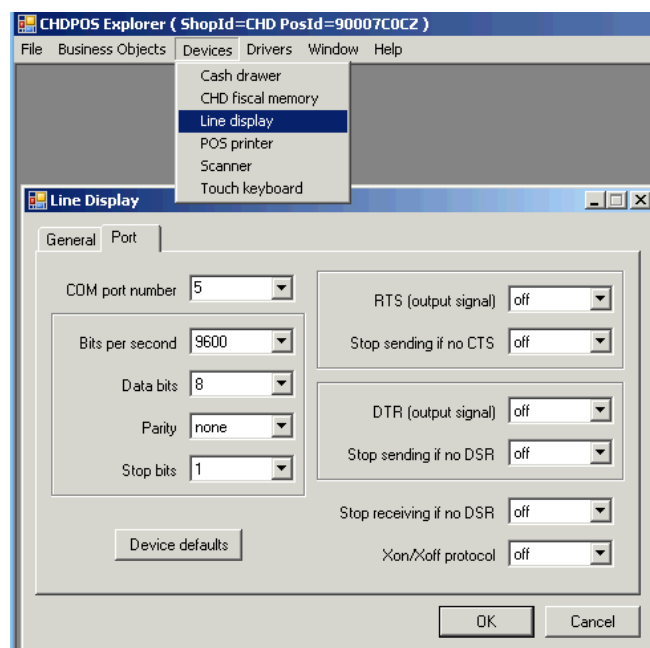 CHDPOS Explorer ( ShopId=CHD PosId=90007C0CZ )
File Business Objects Devices Drivers Window Help
Cash drawer
CHD fiscal memory
Line display
POS printer
Scanner
Touch keyboard
Line Display
General Port
COM port number 5
Bits per second 9600
Data bits 8
Parity none
Stop bits 1
Device defaults
RTS (output signal) off
Stop sending if no CTS off
DTR (output signal) off
Stop sending if no DSR off
Stop receiving if no DSR off
Xon/Xoff protocol off
OK Cancel